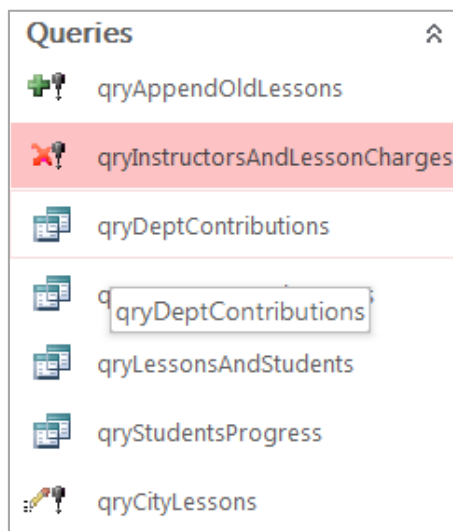 Queries
qryAppendOldLessons
qryInstructorsAndLessonCharges
qryDeptContributions
qryDeptContributions
qryLessonsAndStudents
qryStudentsProgress
qryCityLessons